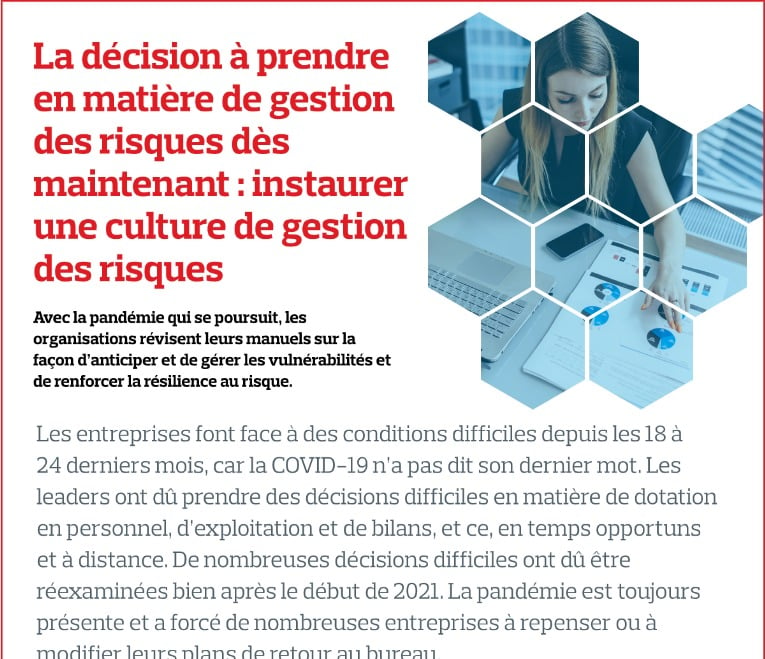 La décision à prendre
en matière de gestion
des risques dès
maintenant : instaurer
une culture de gestion
des risques
Avec la pandémie qui se poursuit, les
organisations révisent leurs manuels sur la
façon d’anticiper et de gérer les vulnérabilités et
de renforcer la résilience au risque.
Les entreprises font face à des conditions difficiles depuis les 18 à
24 derniers mois, car la COVID-19 n’a pas dit son dernier mot. Les
leaders ont dû prendre des décisions difficiles en matière de dotation
en personnel, d’exploitation et de bilans, et ce, en temps opportuns
et à distance. De nombreuses décisions difficiles ont dû être
réexaminées bien après le début de 2021. La pandémie est toujours
présente et a forcé de nombreuses entreprises à repenser ou à
modifier leurs plans de retour au bureau.